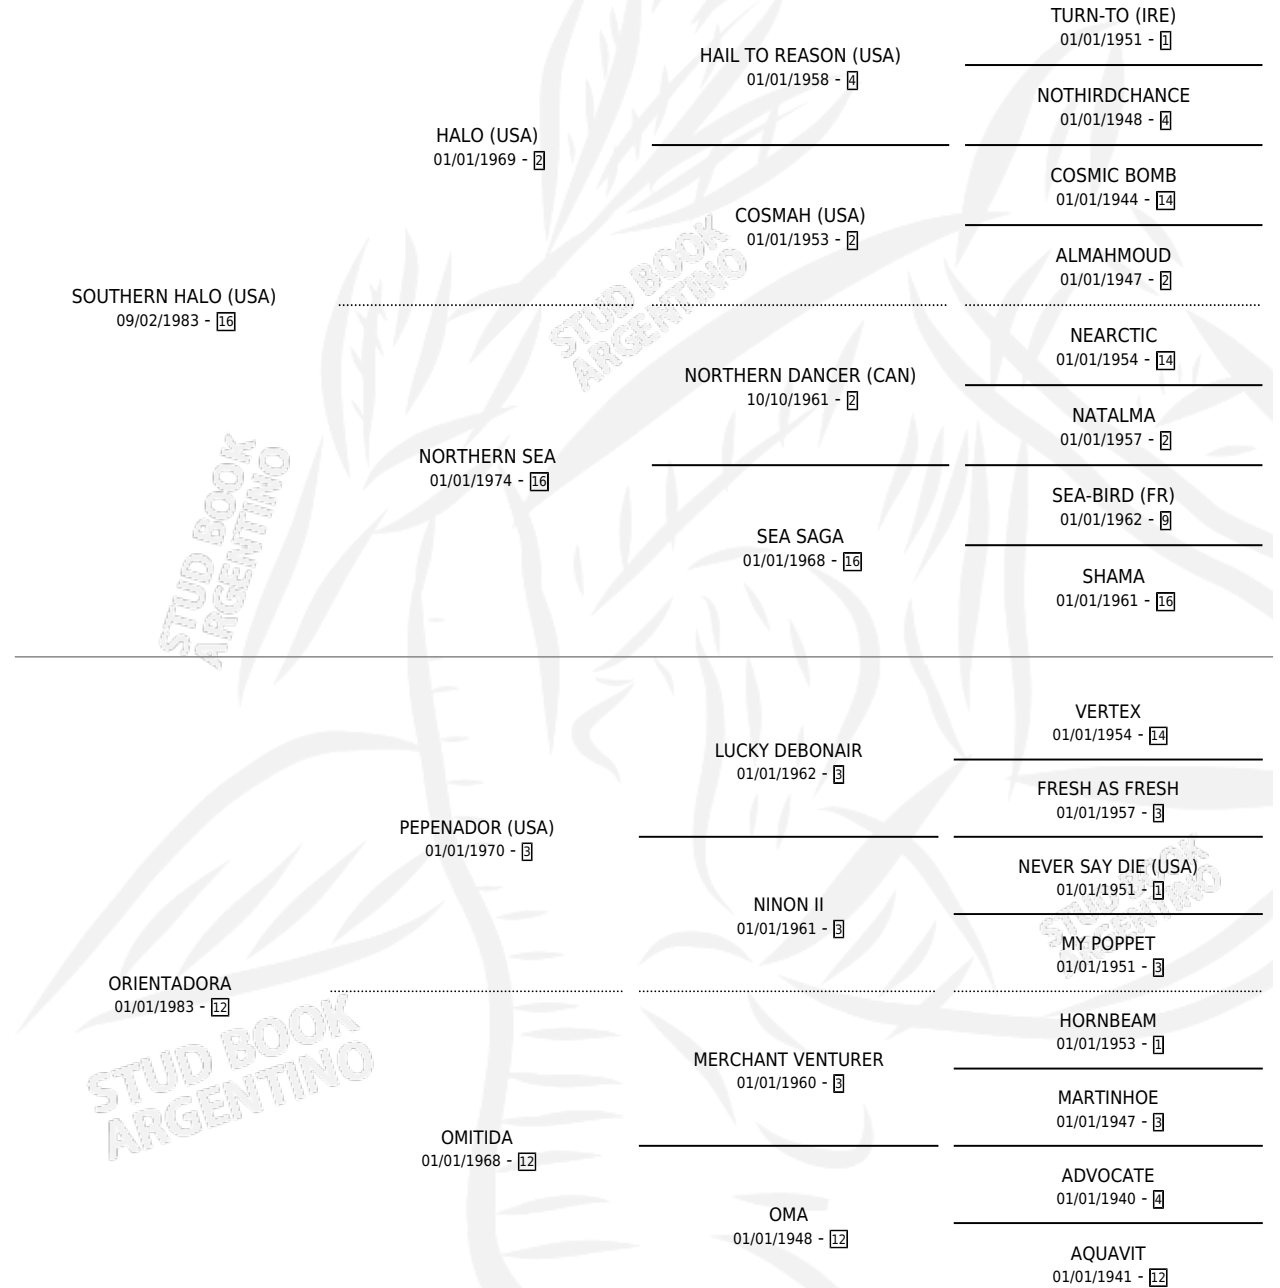 TURN-TO (IRE)
01/01/1951 - 1
HAIL TO REASON (USA)
01/01/1958 - 4
NOTHIRDCHANCE
01/01/1948 - 4
HALO (USA)
01/01/1969 - 2
COSMIC BOMB
01/01/1944 - 14
COSMAH (USA)
01/01/1953 - 2
ALMAHMOUD
01/01/1947 - 2
SOUTHERN HALO (USA)
09/02/1983 - 16
STUD BOOK
ARGENTINO
NEARCTIC
01/01/1954 - 14
NORTHERN DANCER (CAN)
10/10/1961 - 2
NATALMA
01/01/1957 - 2
NORTHERN SEA
01/01/1974 - 16
SEA-BIRD (FR)
01/01/1962 - 9
SEA SAGA
01/01/1968 - 16
SHAMA
01/01/1961 - 16
STUD BOOK
ARGENTINO
VERTEX
01/01/1954 - 14
LUCKY DEBONAIR
01/01/1962 - 3
FRESH AS FRESH
01/01/1957 - 3
PEPENADOR (USA)
01/01/1970 - 3
NEVER SAY DIE (USA)
01/01/1951 - 1
NINON II
01/01/1961 - 3
STUD BOOK
ARGENTINO
MY POPPET
01/01/1951 - 3
ORIENTADORA
01/01/1983 - 12
HORNBEAM
01/01/1953 - 1
MERCHANT VENTURER
01/01/1960 - 3
STUD BOOK
ARGENTINO
MARTINHOE
01/01/1947 - 3
OMITIDA
01/01/1968 - 12
ADVOCATE
01/01/1940 - 4
OMA
01/01/1948 - 12
AQUAVIT
01/01/1941 - 12